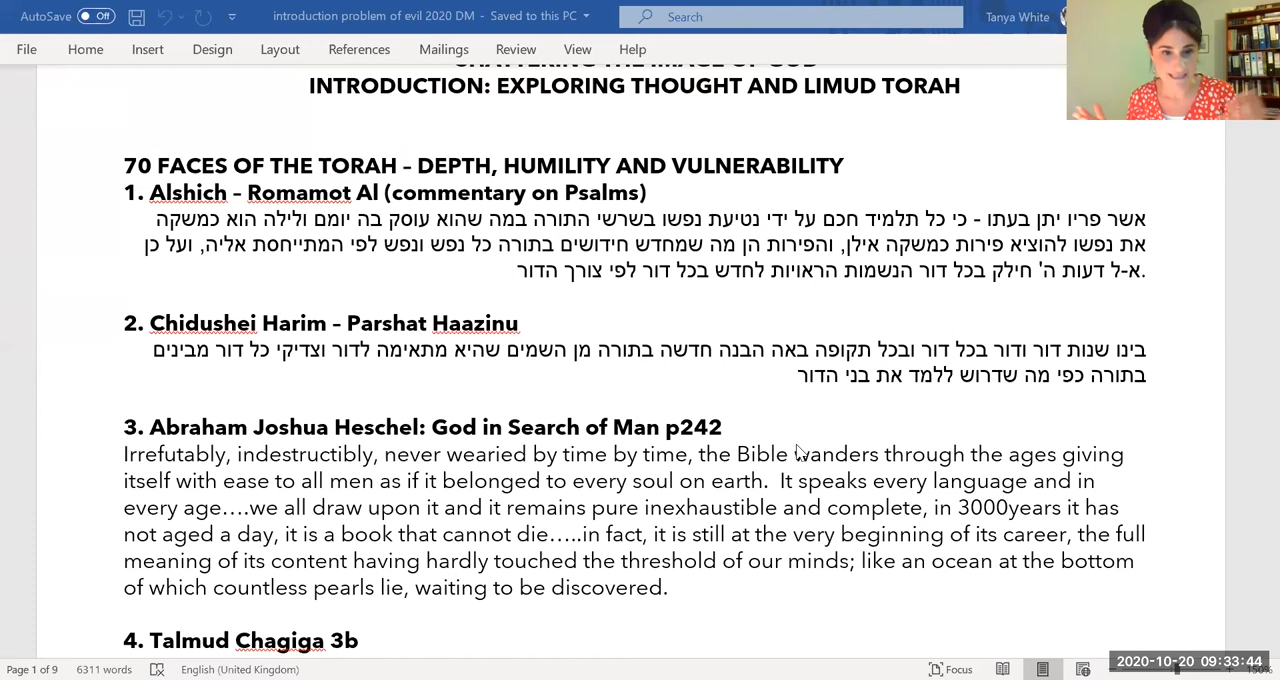 AutoSave Off introduction problem of evil 2020 DM - Saved to this PC Search Tanya White
File Home Insert Design Layout References Mailings Review View Help
SHATTERING THE IMAGE OF GOD
INTRODUCTION: EXPLORING THOUGHT AND LIMUD TORAH
70 FACES OF THE TORAH – DEPTH, HUMILITY AND VULNERABILITY
1. Alshich – Romamot Al (commentary on Psalms)
אשר פריו יתן בעתו - כי כל תלמיד חכם על ידי נטיעת נפשו בשרשי התורה במה שהוא עוסק בה יומם ולילה הוא כמשקה
את נפשו להוציא פירות כמשקה אילן, והפירות הן מה שמחדש חידושים בתורה כל נפש ונפש לפי המתייחסת אליה, ועל כן
א-ל דעות ה' חילק בכל דור הנשמות הראויות לחדש בכל דור לפי צורך הדור.
2. Chidushei Harim – Parshat Haazinu
בינו שנות דור ודור בכל דור ובכל תקופה באה הבנה חדשה בתורה מן השמים שהיא מתאימה לדור וצדיקי כל דור מבינים
בתורה כפי מה שדרוש ללמד את בני הדור
3. Abraham Joshua Heschel: God in Search of Man p242
Irrefutably, indestructibly, never wearied by time by time, the Bible wanders through the ages giving
itself with ease to all men as if it belonged to every soul on earth. It speaks every language and in
every age….we all draw upon it and it remains pure inexhaustible and complete, in 3000years it has
not aged a day, it is a book that cannot die…..in fact, it is still at the very beginning of its career, the full
meaning of its content having hardly touched the threshold of our minds; like an ocean at the bottom
of which countless pearls lie, waiting to be discovered.
4. Talmud Chagiga 3b
Page 1 of 9 6311 words English (United Kingdom) Focus 150%
2020-10-20 09:33:44